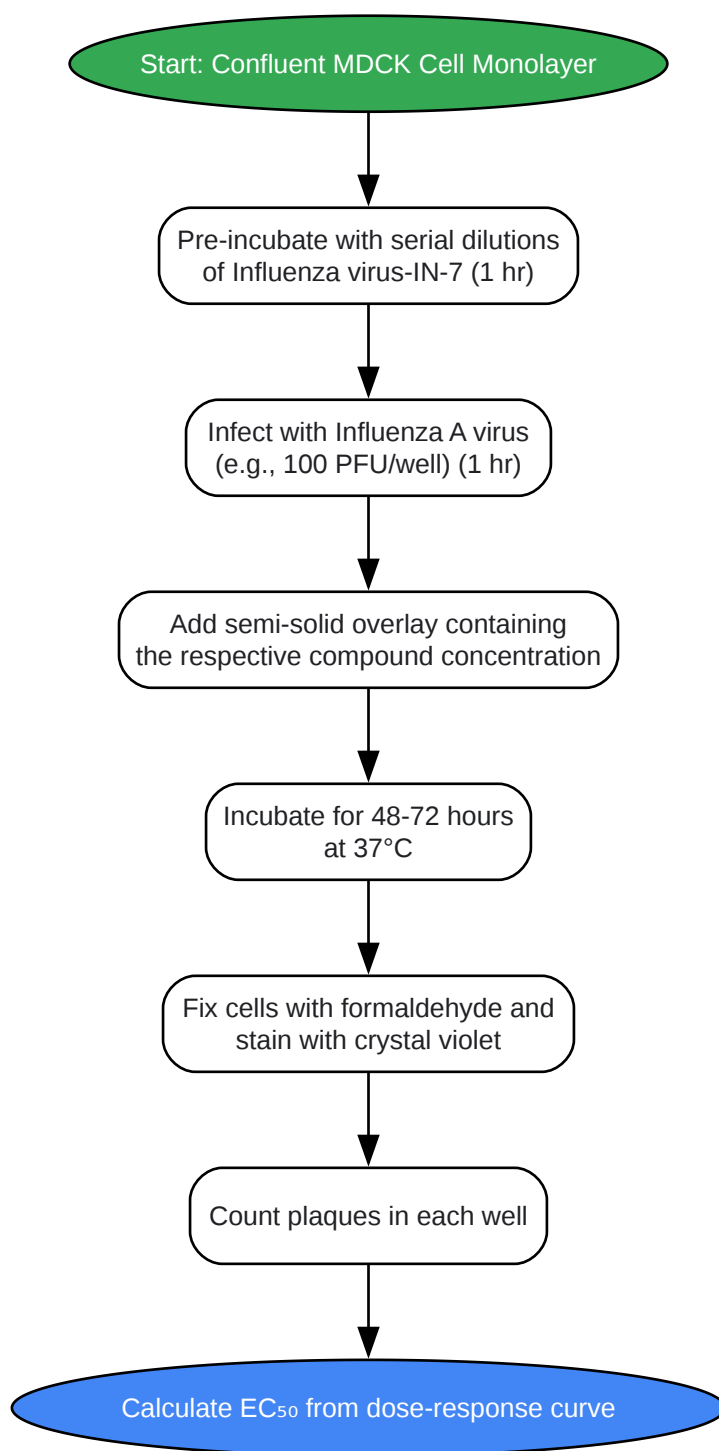 Start: Confluent MDCK Cell Monolayer
Pre-incubate with serial dilutions
of Influenza virus-IN-7 (1 hr)
Infect with Influenza A virus
(e.g., 100 PFU/well) (1 hr)
Add semi-solid overlay containing
the respective compound concentration
Incubate for 48-72 hours
at 37°C
Fix cells with formaldehyde and
stain with crystal violet
Count plaques in each well
Calculate EC₅₀ from dose-response curve